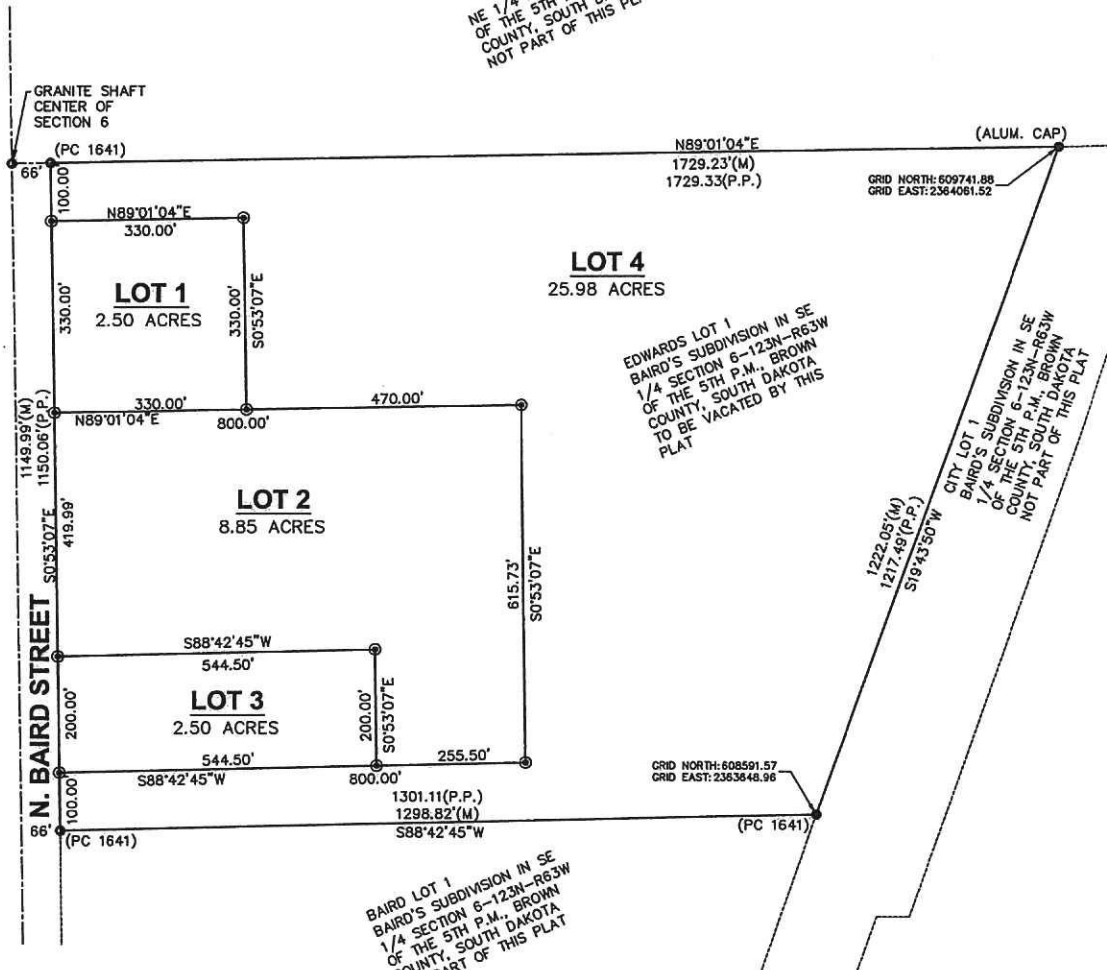 NE 1/4
OF THE 5TH
COUNTY, SOUTH
NOT PART OF THIS
GRANITE SHAFT
CENTER OF
SECTION 6
(PC 1641)
66'
100.00'
N89°01'04"E
1729.23'(M)
1729.33(P.P.)
(ALUM. CAP)
GRID NORTH: 609741.88
GRID EAST: 2364061.52
N89°01'04"E
330.00'
LOT 1
2.50 ACRES
330.00'
330.00'
S0°53'07"E
LOT 4
25.98 ACRES
EDWARDS LOT 1
BAIRD'S SUBDIVISION IN SE
1/4 SECTION 6-123N-R63W
OF THE 5TH P.M., BROWN
COUNTY, SOUTH DAKOTA
TO BE VACATED BY THIS
PLAT
CITY LOT 1
BAIRD'S SUBDIVISION IN SE
1/4 SECTION 6-123N-R63W
OF THE 5TH P.M., BROWN
COUNTY, SOUTH DAKOTA
NOT PART OF THIS PLAT
330.00'
N89°01'04"E
470.00'
800.00'
1149.99'(M)
1150.06'(P.P.)
S0°53'07"E
419.99'
LOT 2
8.85 ACRES
615.73'
S0°53'07"E
1222.05'(M)
1217.49'(P.P.)
S19°43'50"W
S88°42'45"W
544.50'
LOT 3
2.50 ACRES
200.00'
200.00'
S0°53'07"E
544.50'
S88°42'45"W
255.50'
800.00'
N. BAIRD STREET
100.00'
66'
(PC 1641)
1301.11(P.P.)
1298.82'(M)
S88°42'45"W
GRID NORTH: 608591.57
GRID EAST: 2363648.96
(PC 1641)
BAIRD LOT 1
BAIRD'S SUBDIVISION IN SE
1/4 SECTION 6-123N-R63W
OF THE 5TH P.M., BROWN
COUNTY, SOUTH DAKOTA
PART OF THIS PLAT